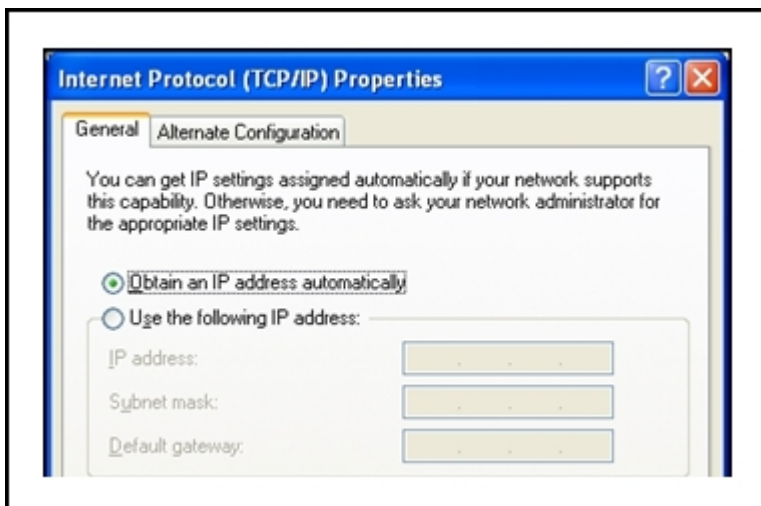 Internet Protocol (TCP/IP) Properties
General Alternate Configuration
You can get IP settings assigned automatically if your network supports
this capability. Otherwise, you need to ask your network administrator for
the appropriate IP settings.
Obtain an IP address automatically
Use the following IP address:
IP address:
Subnet mask:
Default gateway: